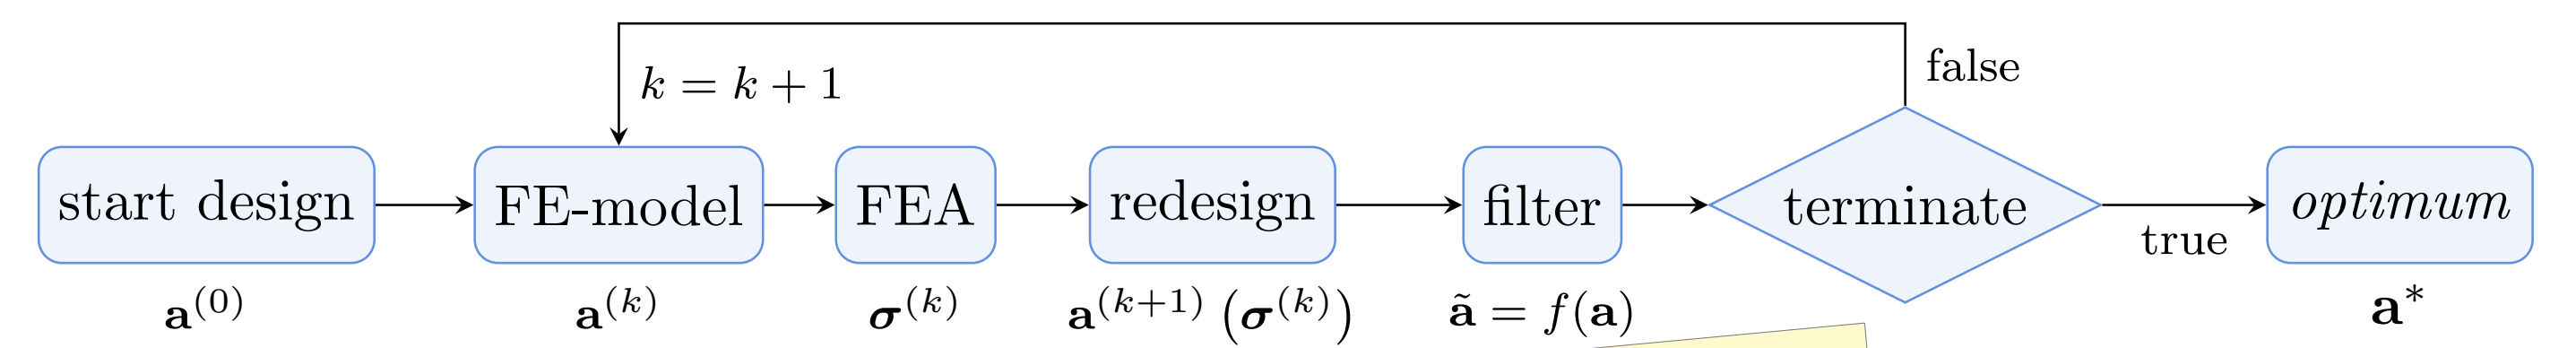 k = k + 1
false
start design
FE-model
FEA
redesign
filter
terminate
true
optimum
a^(0)
a^(k)
σ^(k)
a^(k+1) (σ^(k))
ã = f(a)
a*